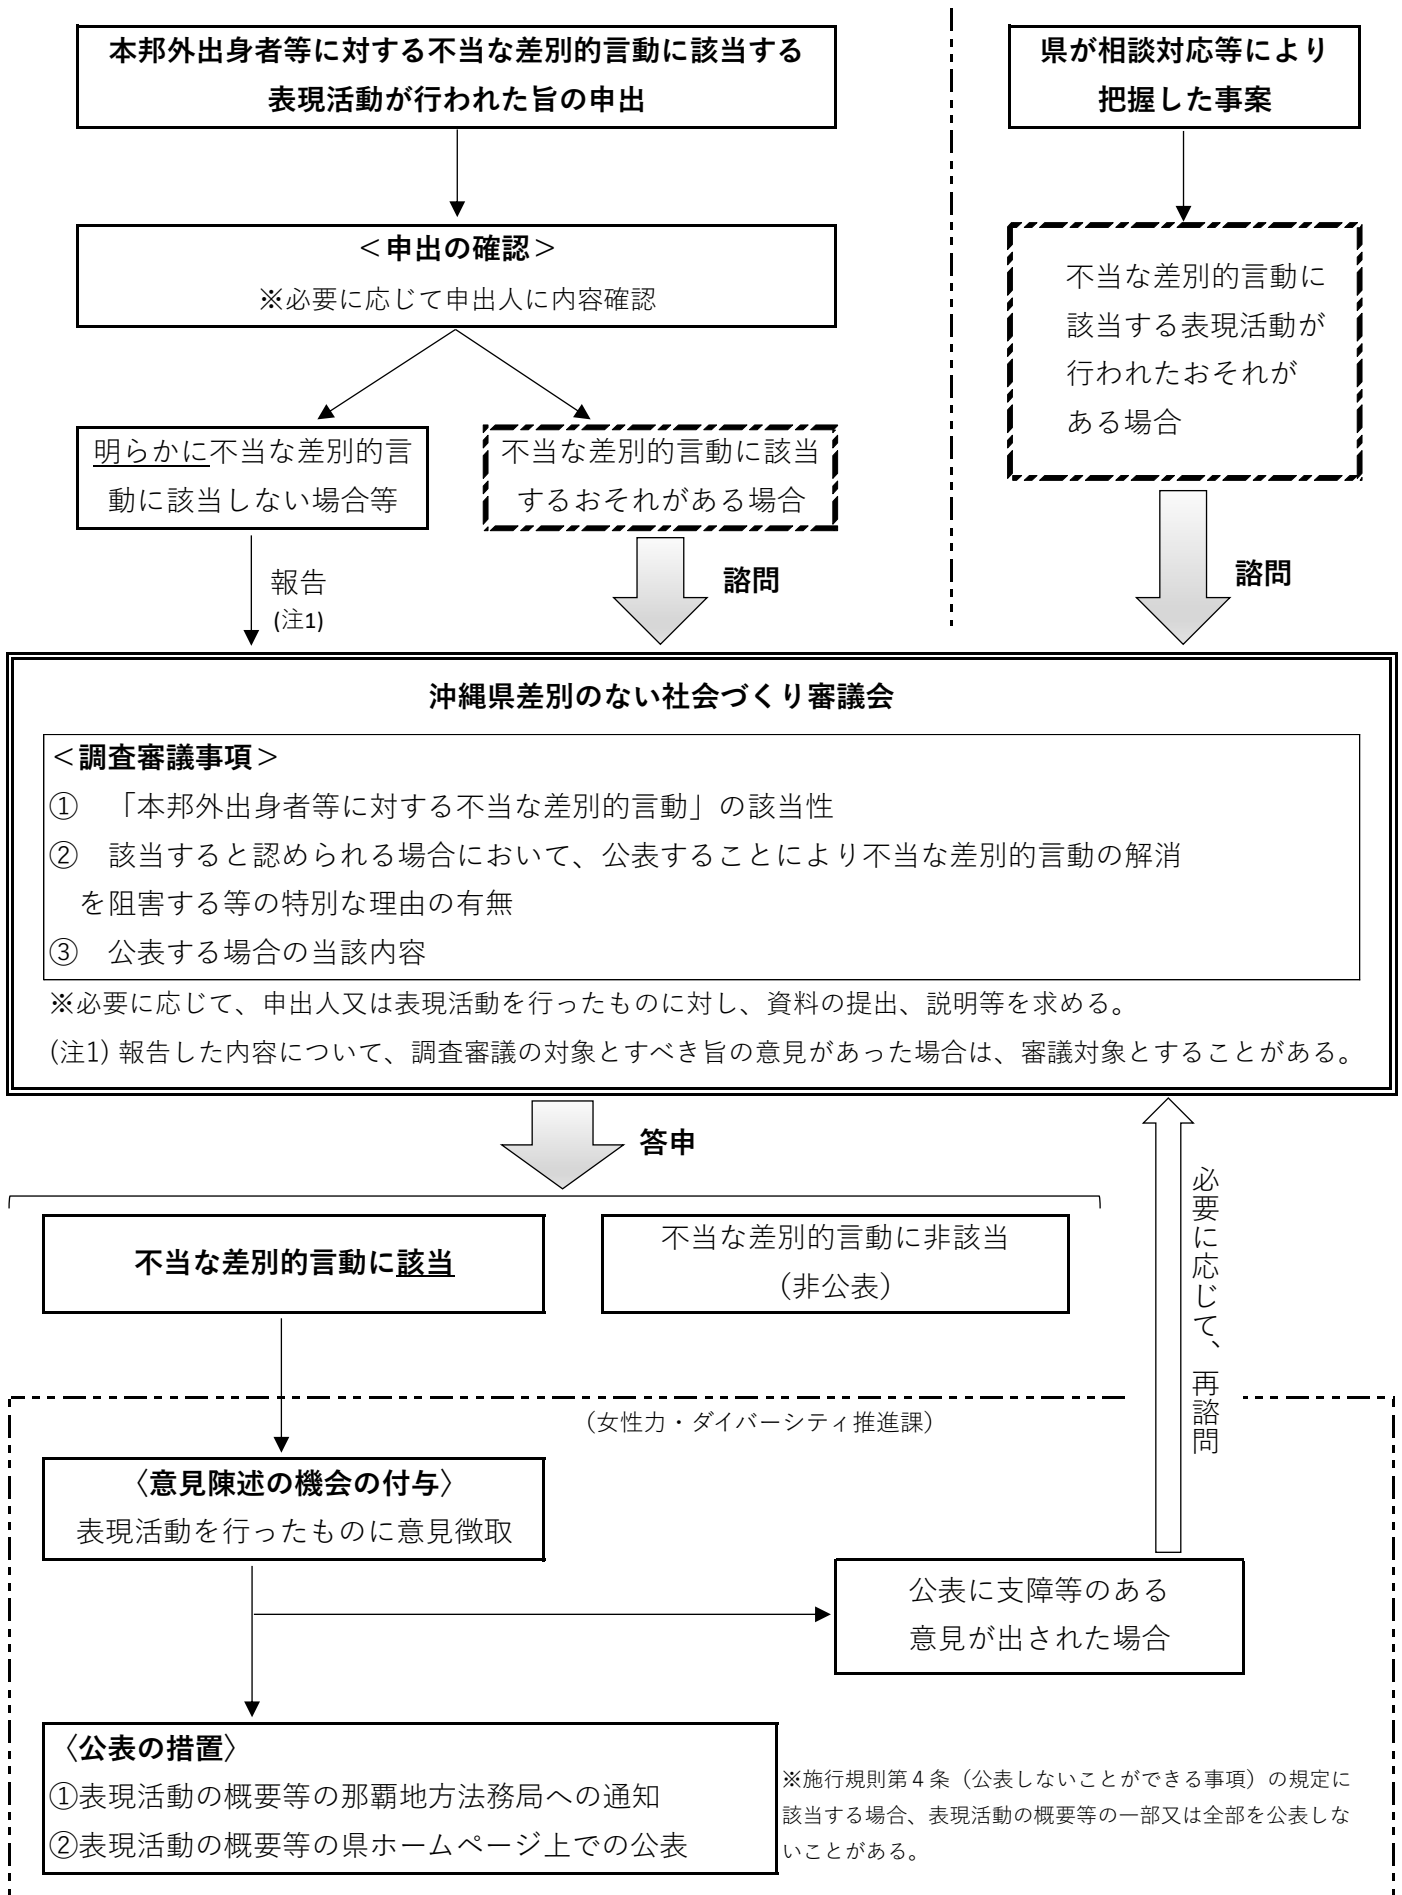 本邦外出身者等に対する不当な差別的言動に該当する
表現活動が行われた旨の申出
県が相談対応等により
把握した事案
＜申出の確認＞
※必要に応じて申出人に内容確認
不当な差別的言動に
該当する表現活動が
行われたおそれが
ある場合
明らかに不当な差別的言
動に該当しない場合等
不当な差別的言動に該当
するおそれがある場合
報告
(注1)
諮問
諮問
沖縄県差別のない社会づくり審議会
＜調査審議事項＞
①　「本邦外出身者等に対する不当な差別的言動」の該当性
②　該当すると認められる場合において、公表することにより不当な差別的言動の解消
を阻害する等の特別な理由の有無
③　公表する場合の当該内容
※必要に応じて、申出人又は表現活動を行ったものに対し、資料の提出、説明等を求める。
(注1) 報告した内容について、調査審議の対象とすべき旨の意見があった場合は、審議対象とすることがある。
答申
不当な差別的言動に該当
不当な差別的言動に非該当
（非公表）
必要に応じて、再諮問
（女性力・ダイバーシティ推進課）
〈意見陳述の機会の付与〉
表現活動を行ったものに意見徴取
公表に支障等のある
意見が出された場合
〈公表の措置〉
①表現活動の概要等の那覇地方法務局への通知
②表現活動の概要等の県ホームページ上での公表
※施行規則第４条（公表しないことができる事項）の規定に
該当する場合、表現活動の概要等の一部又は全部を公表しな
いことがある。